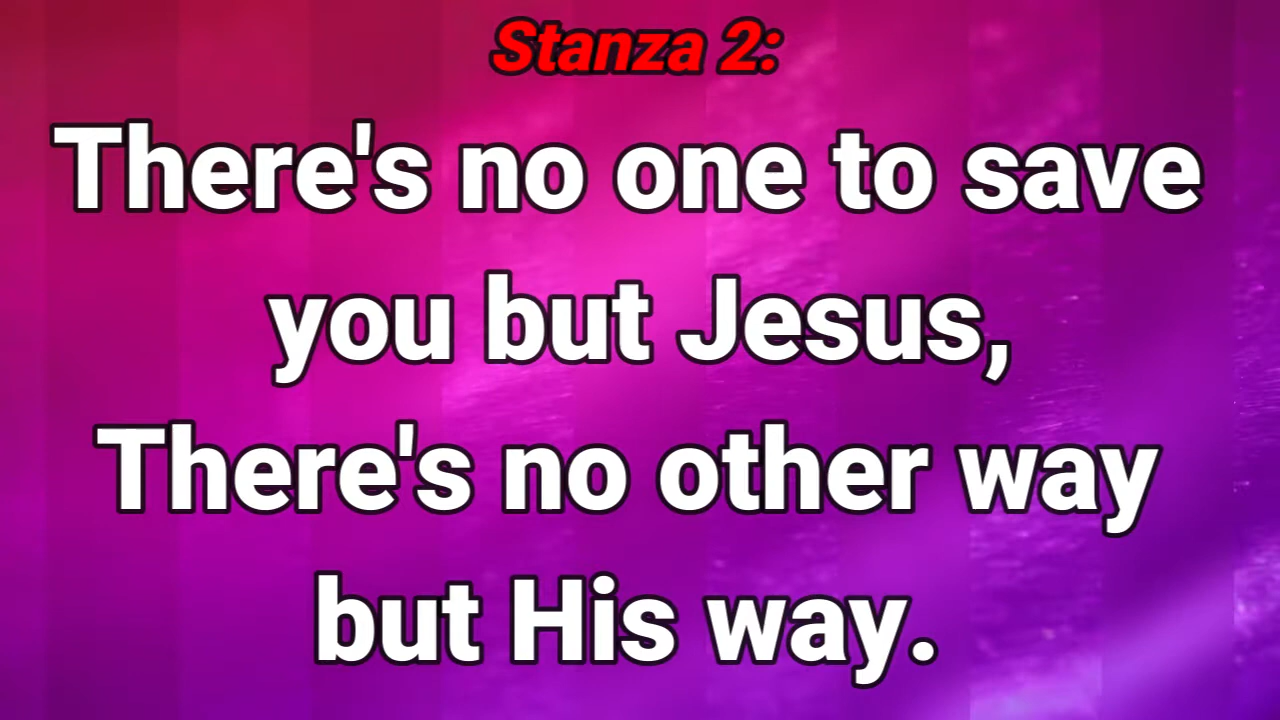 Stanza 2:
There's no one to save
you but Jesus,
There's no other way
but His way.